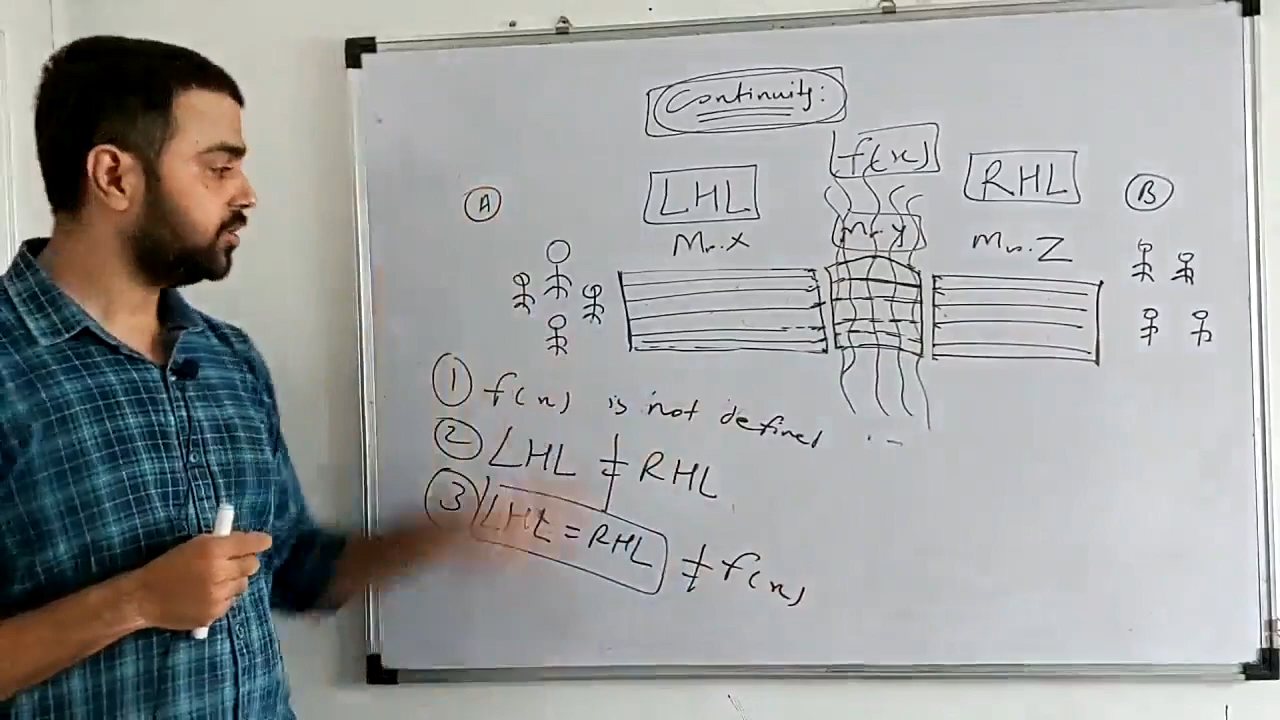 Continuity:
f(x)
LHL
RHL
A
B
Mr. X
Mr. Y
Mr. Z
1 f(x) is not defined ..
2 LHL ≠ RHL
3 LHL = RHL ≠ f(x)